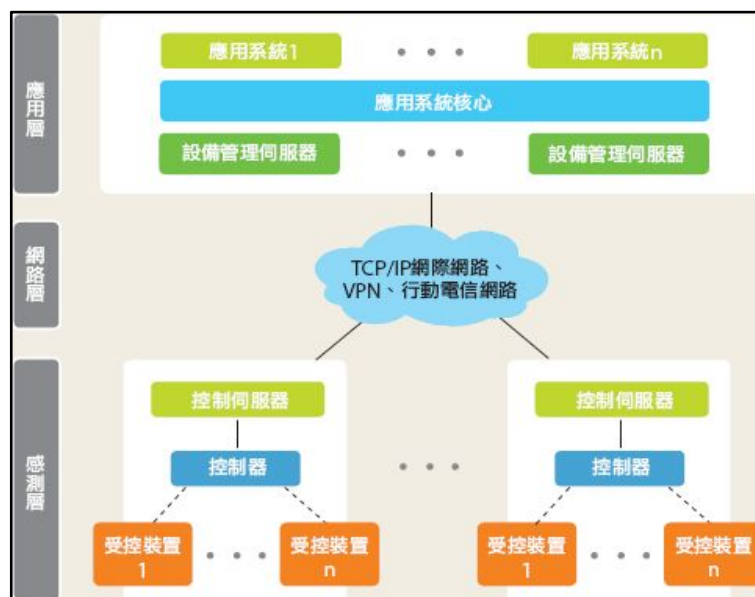 應用層
應用系統1
• • •
應用系統n
應用系統核心
設備管理伺服器
• • •
設備管理伺服器
網路層
TCP/IP網際網路、
VPN、行動電信網路
感測層
控制伺服器
控制伺服器
控制器
• • •
控制器
受控裝置
1
• • •
受控裝置
n
受控裝置
1
• • •
受控裝置
n